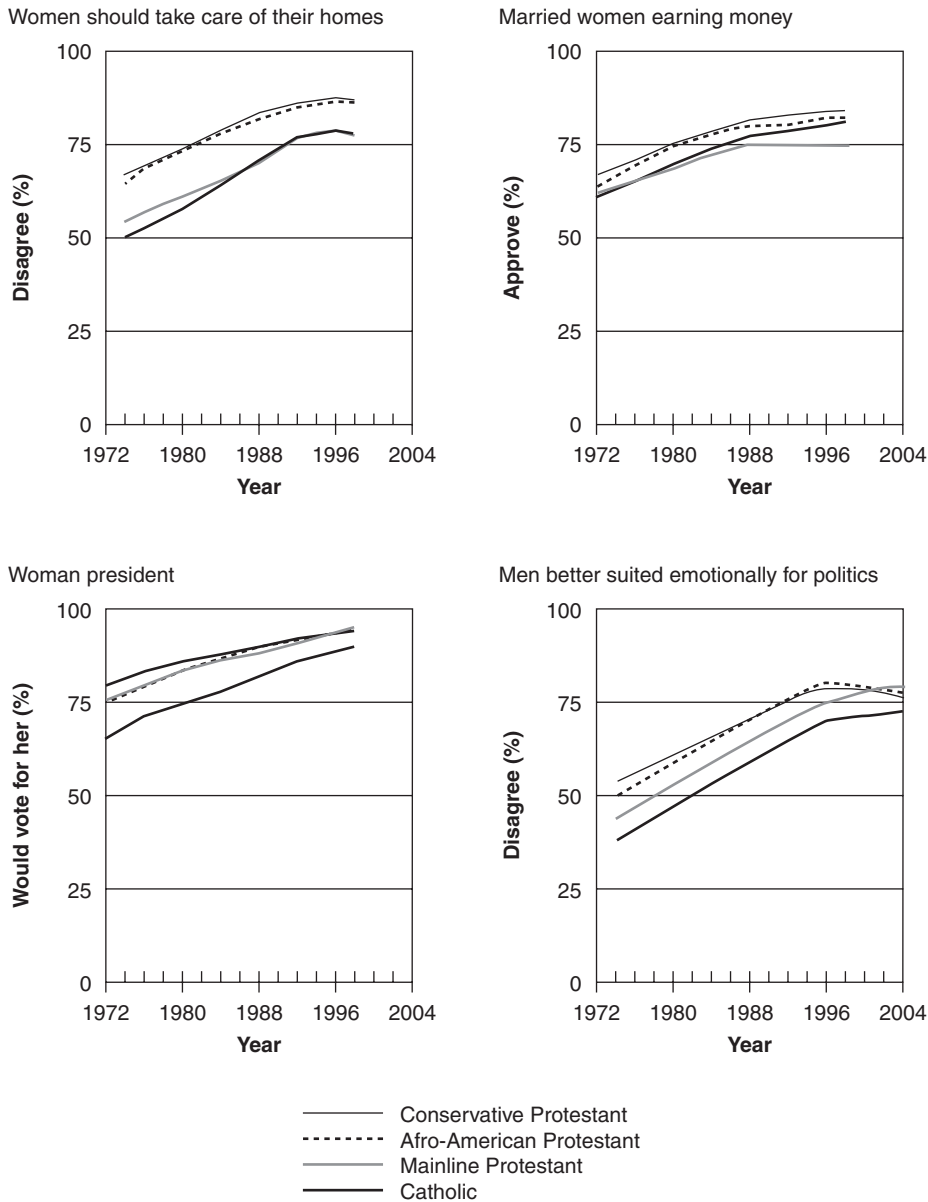 Women should take care of their homes
100
75
50
25
0
Disagree (%)
1972 1980 1988 1996 2004
Year
Married women earning money
100
75
50
25
0
Approve (%)
1972 1980 1988 1996 2004
Year
Woman president
100
75
50
25
0
Would vote for her (%)
1972 1980 1988 1996 2004
Year
Men better suited emotionally for politics
100
75
50
25
0
Disagree (%)
1972 1980 1988 1996 2004
Year
Conservative Protestant
Afro-American Protestant
Mainline Protestant
Catholic